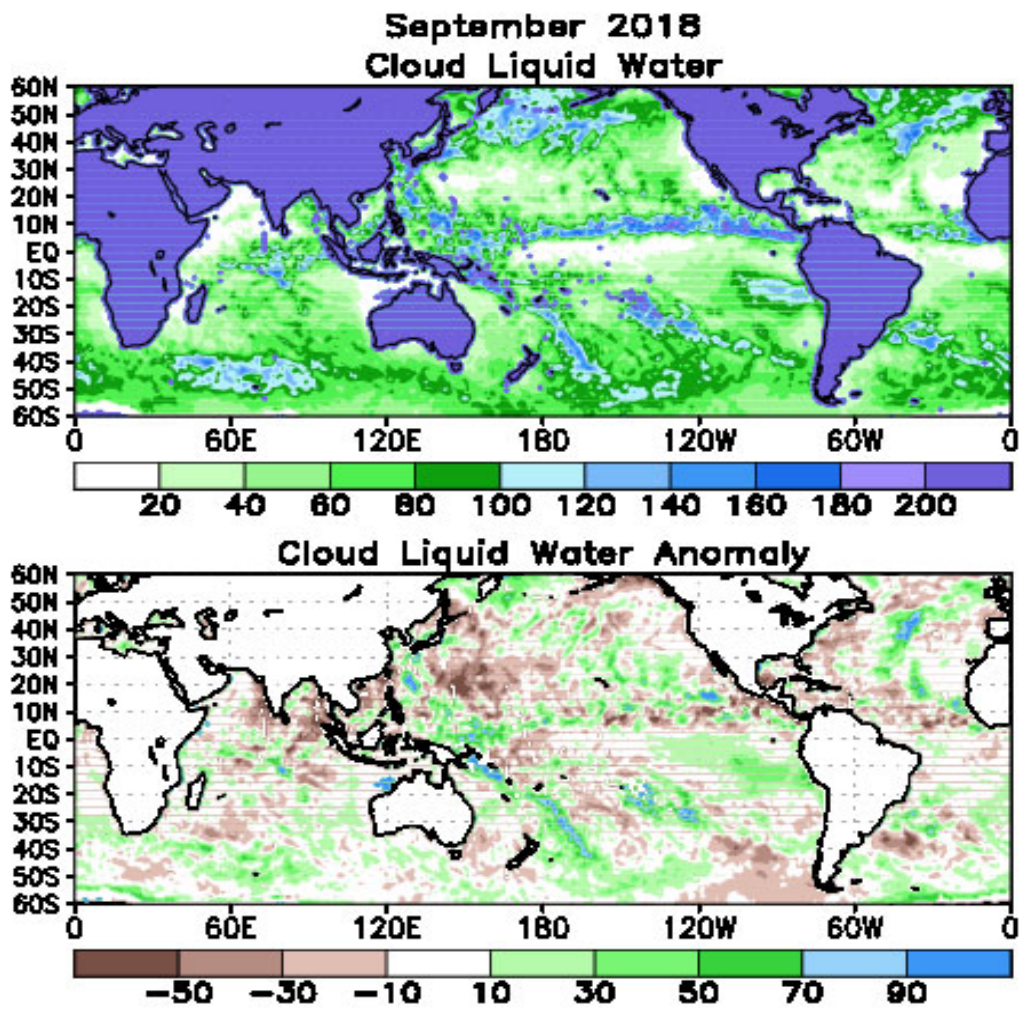 September 2018
Cloud Liquid Water
60N
50N
40N
30N
20N
10N
EQ
10S
20S
30S
40S
50S
60S
0 60E 120E 180 120W 60W 0
20 40 60 80 100 120 140 160 180 200
Cloud Liquid Water Anomaly
60N
50N
40N
30N
20N
10N
EQ
10S
20S
30S
40S
50S
60S
0 60E 120E 180 120W 60W 0
−50 −30 −10 10 30 50 70 90